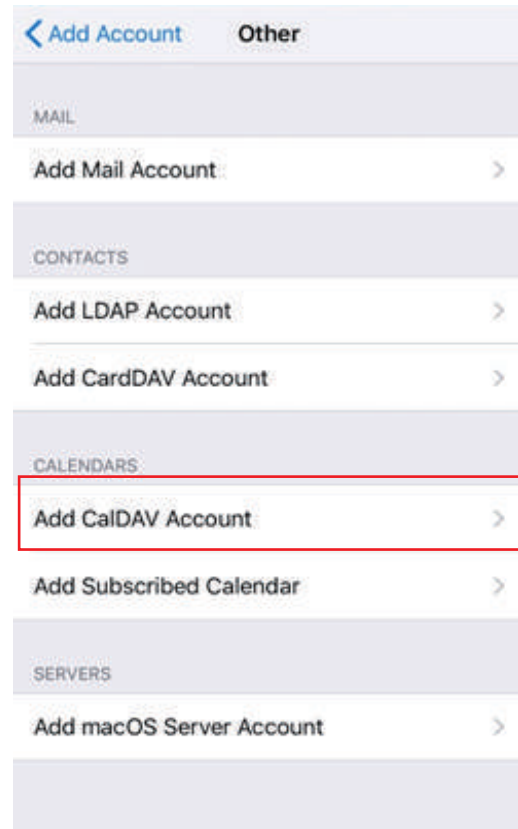 Add Account Other
MAIL
Add Mail Account
CONTACTS
Add LDAP Account
Add CardDAV Account
CALENDARS
Add CalDAV Account
Add Subscribed Calendar
SERVERS
Add macOS Server Account